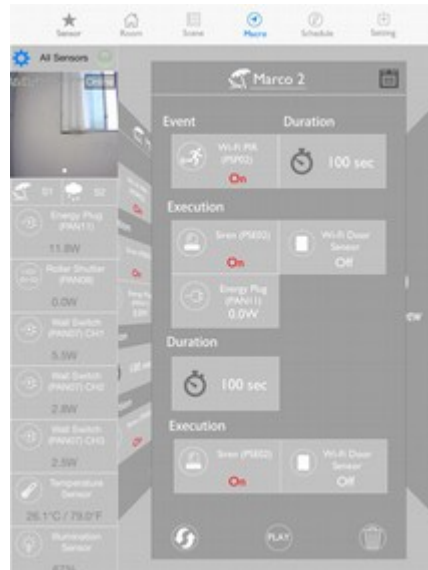 Sensor Room Scene Macro Schedule Setting
All Sensors
S1 S2
Energy Plug
(PAN11)
11.8W
Roller Shutter
(PAN08)
0.0W
Wall Switch
(PAN07) CH1
5.5W
Wall Switch
(PAN07) CH2
2.8W
Wall Switch
(PAN07) CH3
2.5W
Temperature
Sensor
26.1°C / 79.0°F
Illumination
Sensor
Marco 2
Event Duration
Wi-Fi PIR
(PSP02)
On
100 sec
Execution
Siren (PSE02)
On
Wi-Fi Door
Sensor
Off
Energy Plug
(PAN11)
0.0W
Duration
100 sec
Execution
Siren (PSE02)
On
Wi-Fi Door
Sensor
Off
PLAY